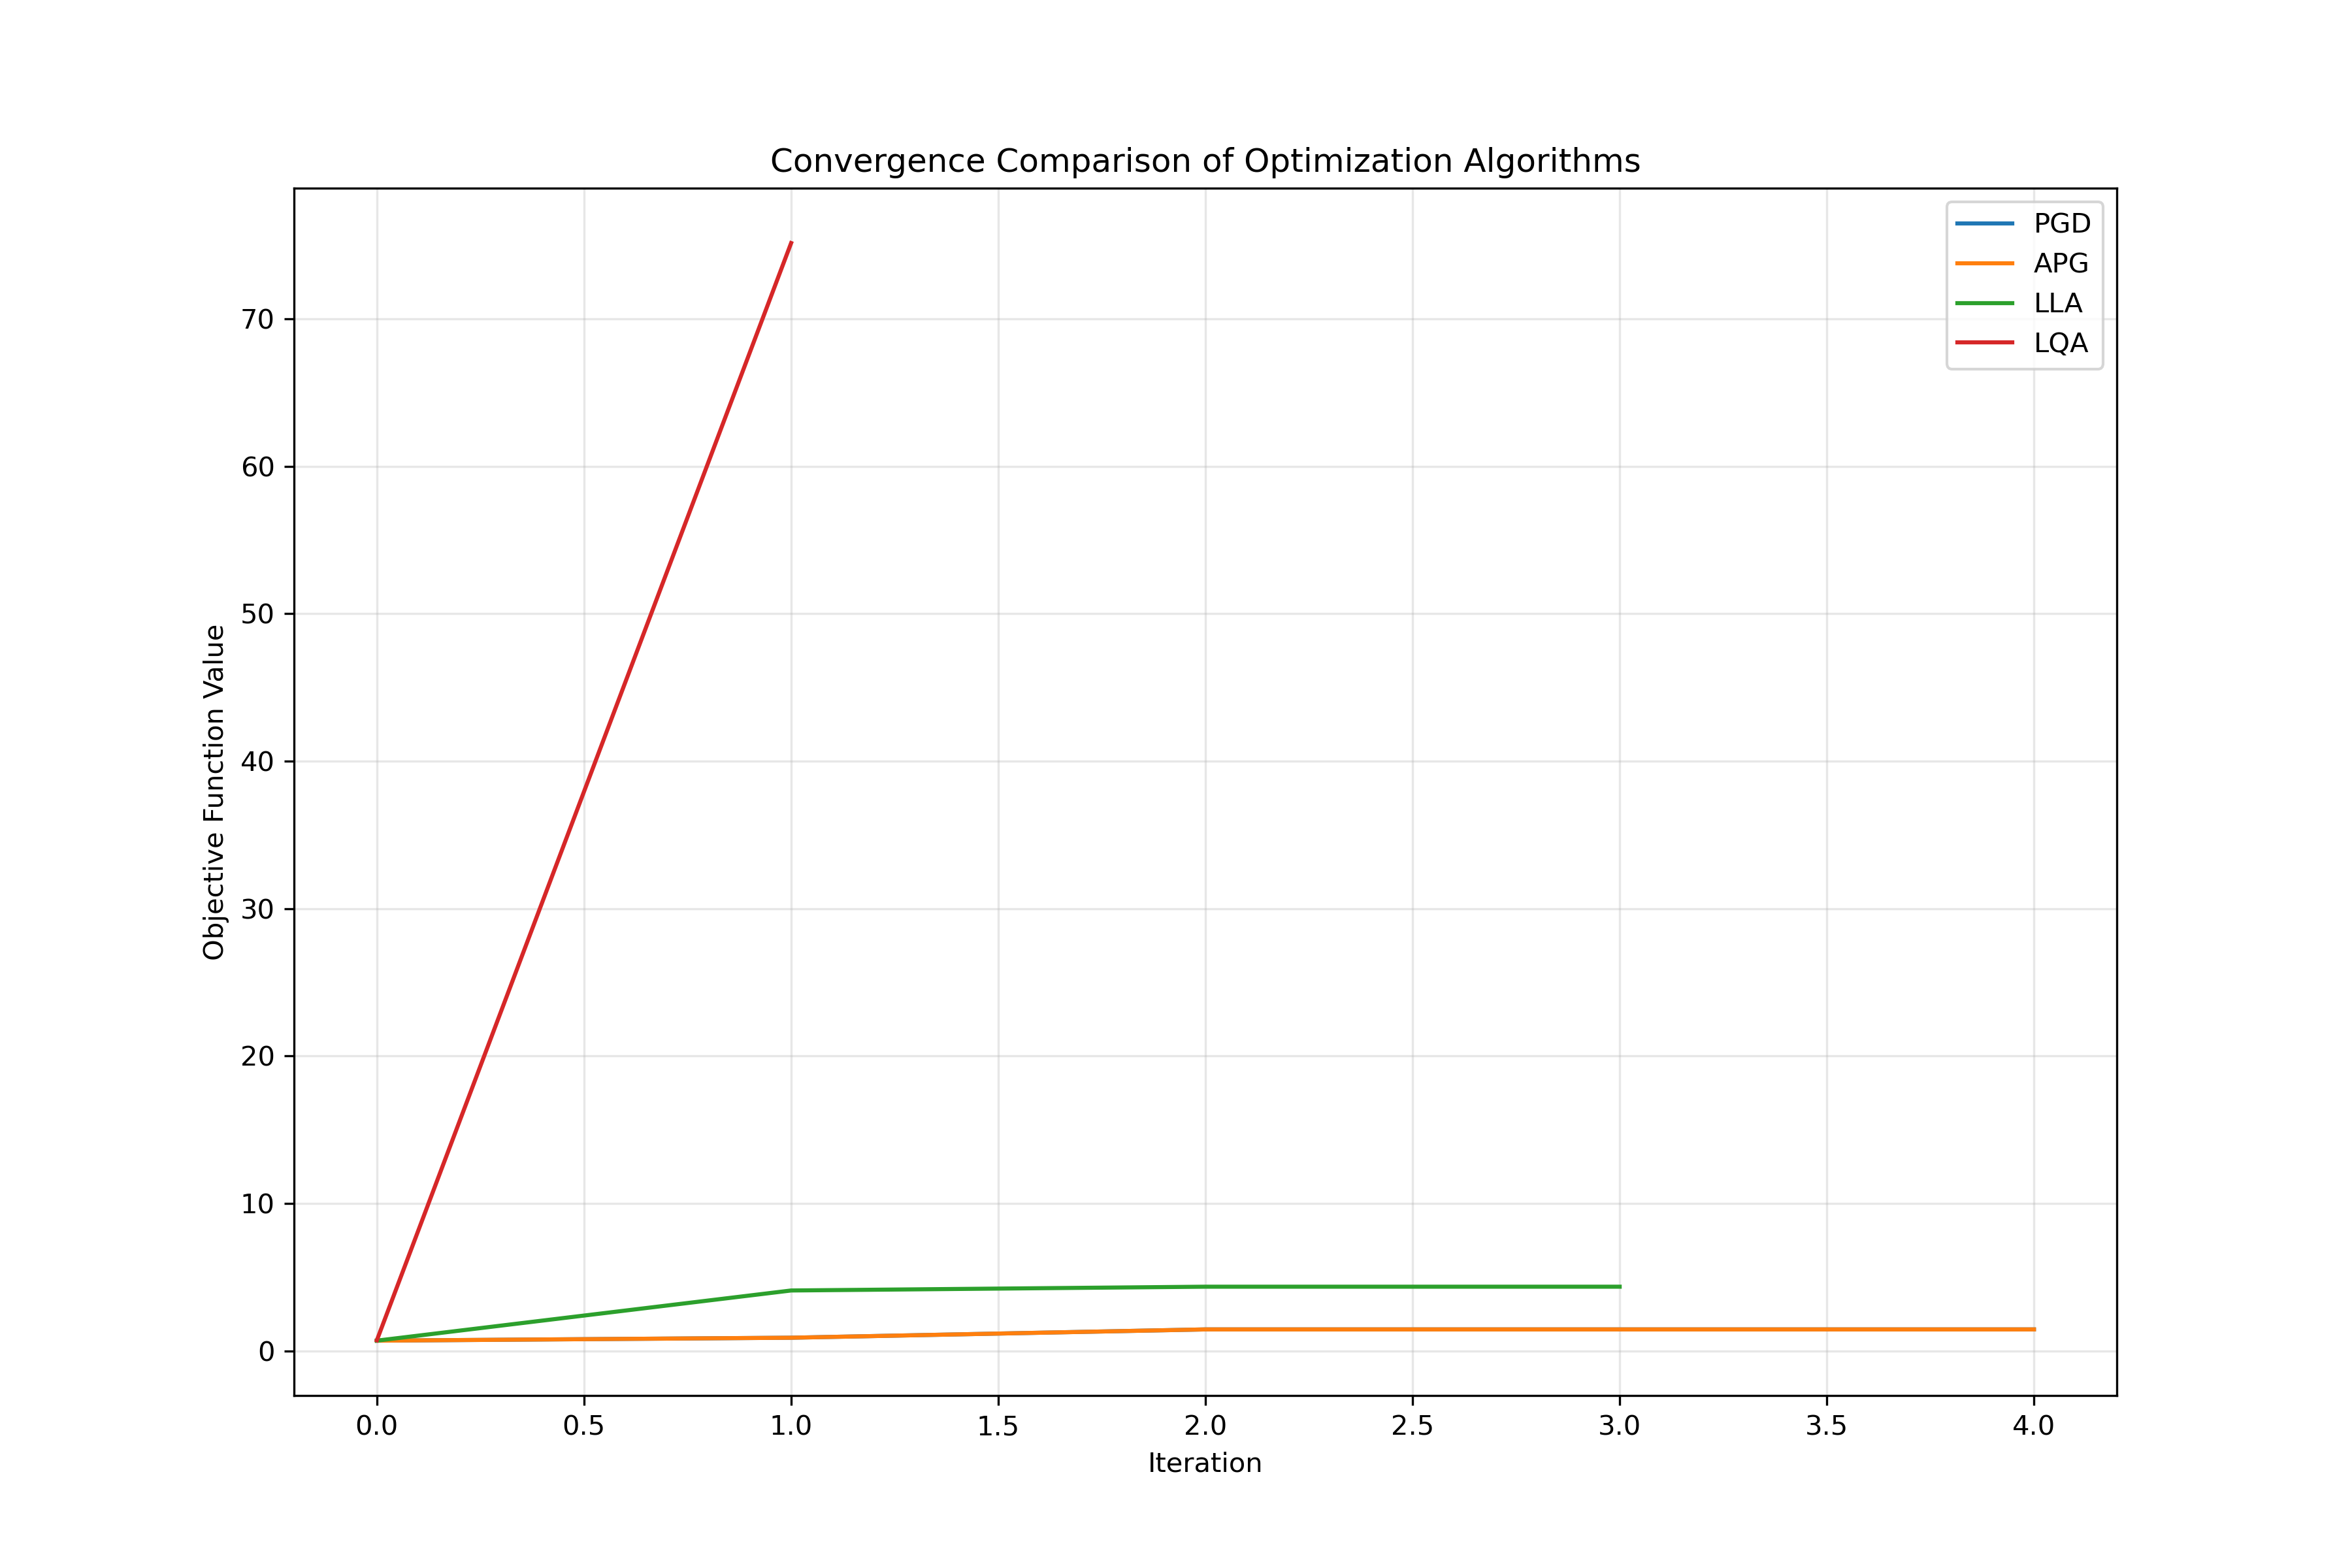 Convergence Comparison of Optimization Algorithms
PGD
APG
LLA
LQA
Objective Function Value
70
60
50
40
30
20
10
0
0.0 0.5 1.0 1.5 2.0 2.5 3.0 3.5 4.0
Iteration